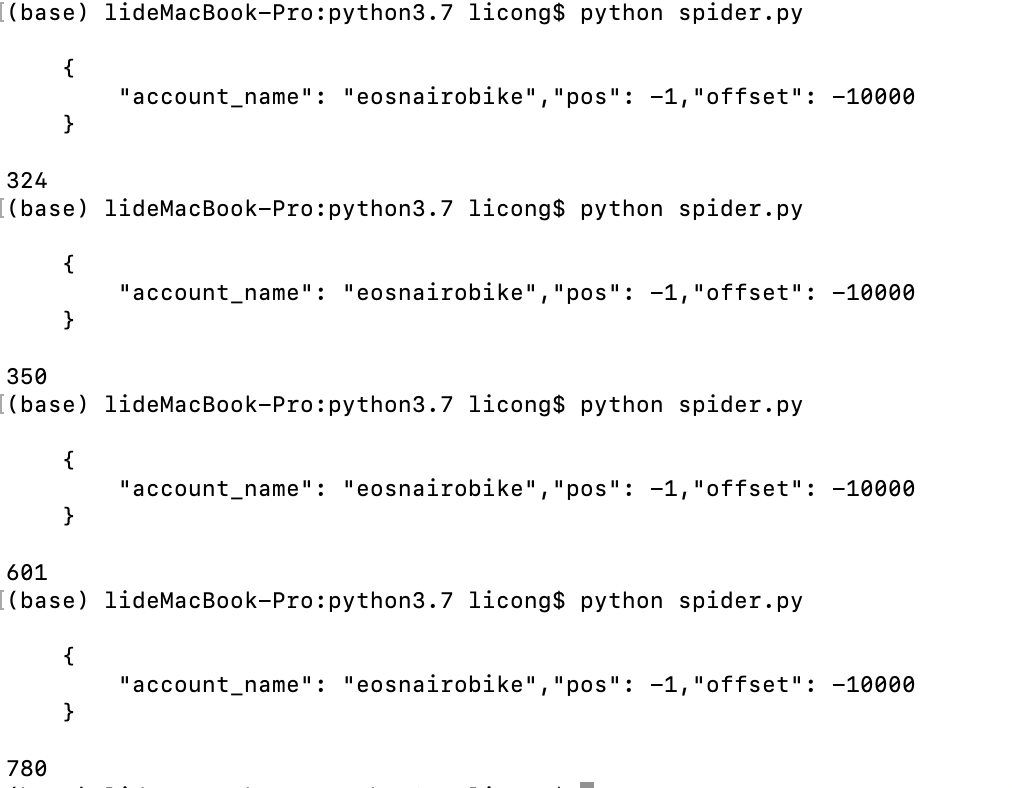 (base) lideMacBook-Pro:python3.7 licong$ python spider.py
{
"account_name": "eosnairobike","pos": -1,"offset": -10000
}
324
(base) lideMacBook-Pro:python3.7 licong$ python spider.py
{
"account_name": "eosnairobike","pos": -1,"offset": -10000
}
350
(base) lideMacBook-Pro:python3.7 licong$ python spider.py
{
"account_name": "eosnairobike","pos": -1,"offset": -10000
}
601
(base) lideMacBook-Pro:python3.7 licong$ python spider.py
{
"account_name": "eosnairobike","pos": -1,"offset": -10000
}
780